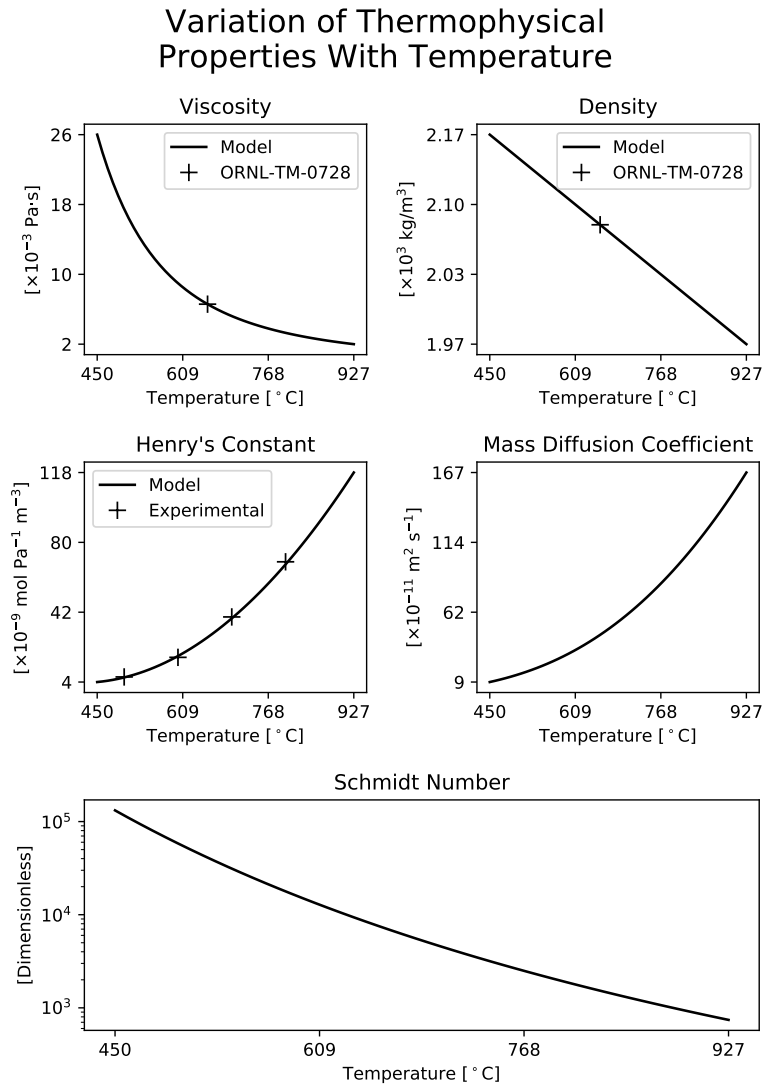 Variation of Thermophysical
Properties With Temperature
Viscosity
26
18
10
2
[×10⁻³ Pa·s]
Model
ORNL-TM-0728
450 609 768 927
Temperature [°C]
Density
2.17
2.10
2.03
1.97
[×10³ kg/m³]
Model
ORNL-TM-0728
450 609 768 927
Temperature [°C]
Henry's Constant
118
80
42
4
[×10⁻⁹ mol Pa⁻¹ m⁻³]
Model
Experimental
450 609 768 927
Temperature [°C]
Mass Diffusion Coefficient
167
114
62
9
[×10⁻¹¹ m² s⁻¹]
450 609 768 927
Temperature [°C]
Schmidt Number
10⁵
10⁴
10³
[Dimensionless]
450 609 768 927
Temperature [°C]